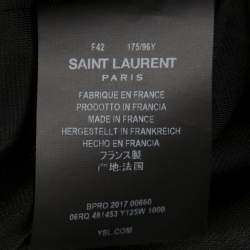 F42 175/96Y
SAINT LAURENT
PARIS
FABRIQUE EN FRANCE
PRODOTTO IN FRANCIA
MADE IN FRANCE
HERGESTELLT IN FRANKREICH
HECHO EN FRANCIA
フランス製
产地:法国
BPRO 2017 00660
06RQ 481453 Y125W 1000
YSL.COM